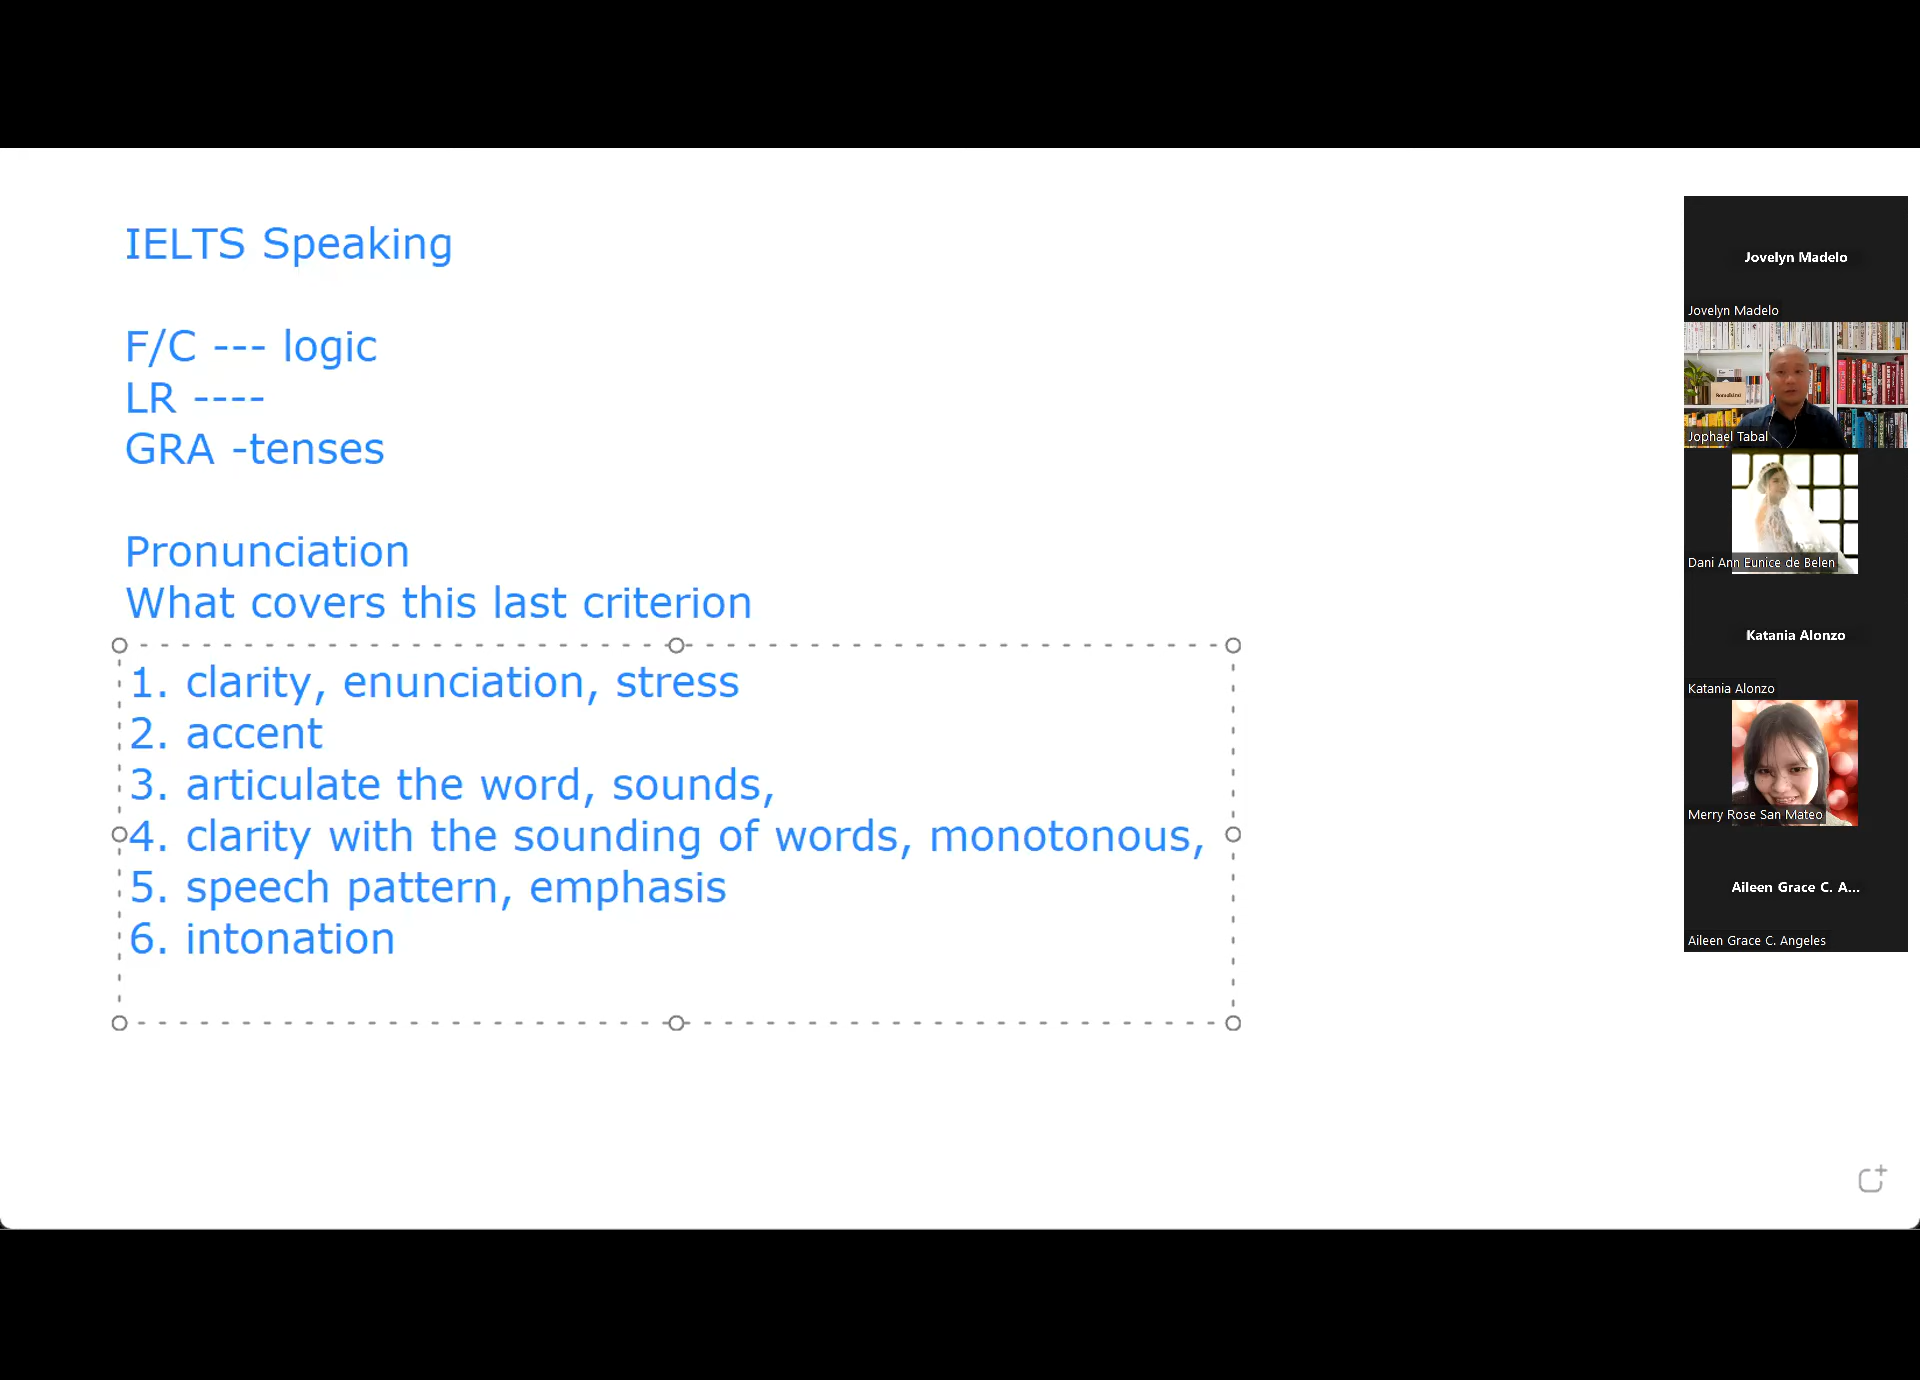 IELTS Speaking
F/C --- logic
LR ----
GRA -tenses
Pronunciation
What covers this last criterion
1. clarity, enunciation, stress
2. accent
3. articulate the word, sounds,
4. clarity with the sounding of words, monotonous,
5. speech pattern, emphasis
6. intonation
Jovelyn Madelo
Jovelyn Madelo
Jophael Tabal
Dani Ann Eunice de Belen
Katania Alonzo
Katania Alonzo
Merry Rose San Mateo
Aileen Grace C. A...
Aileen Grace C. Angeles